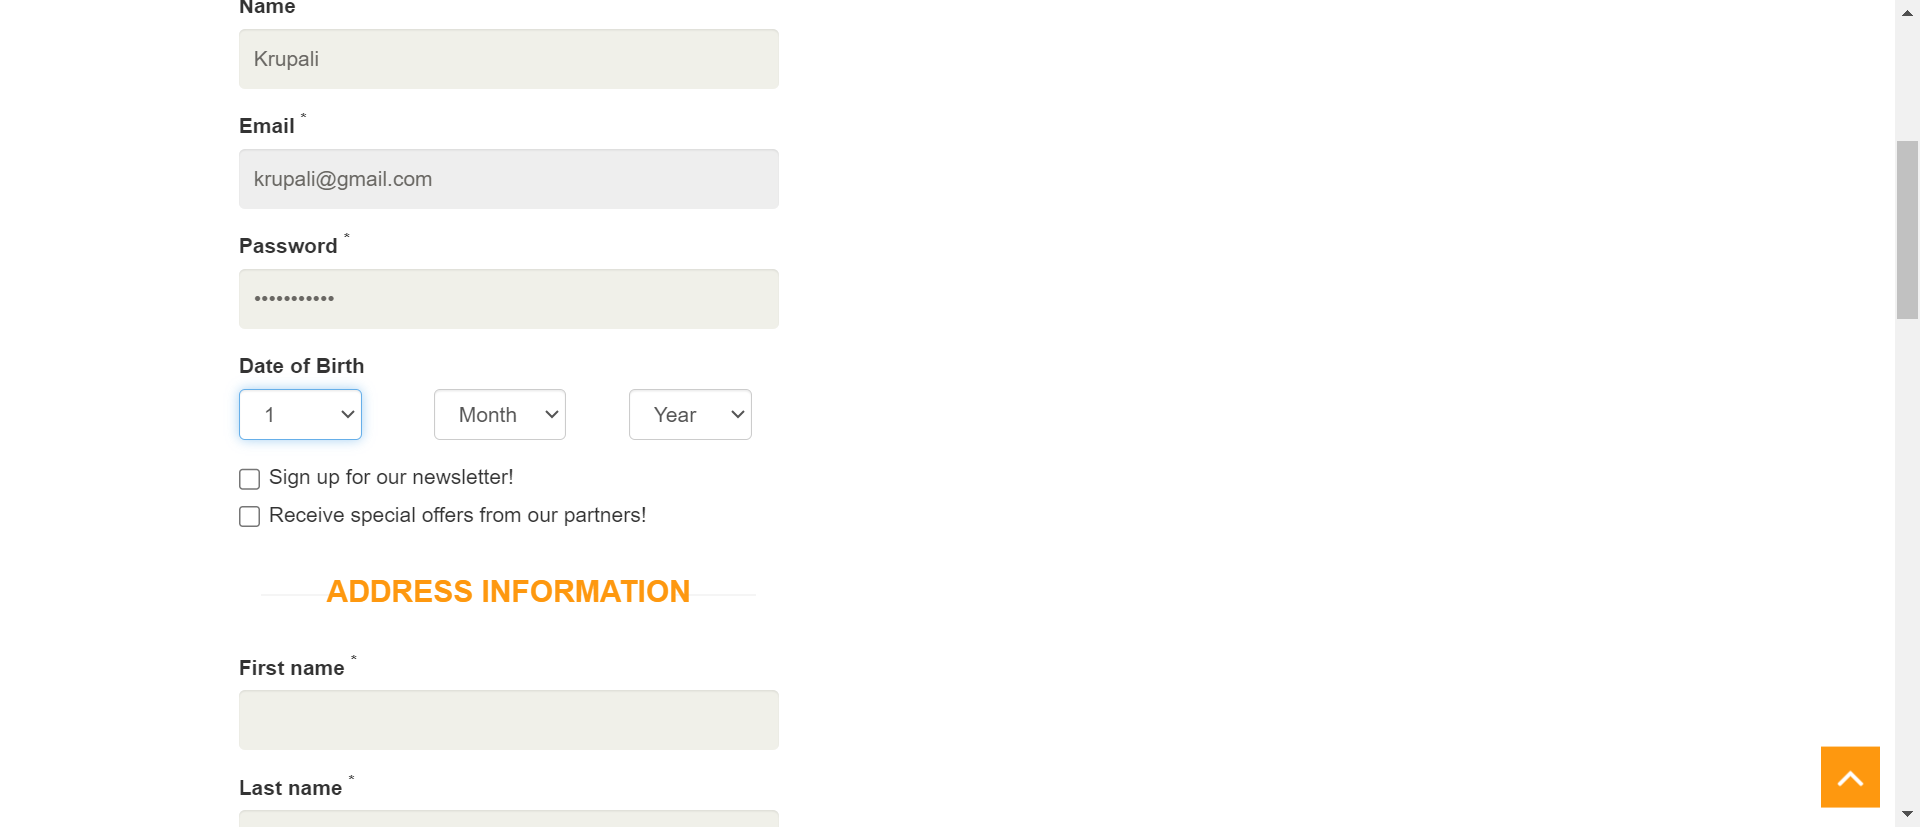 Name
Krupali
Email *
krupali@gmail.com
Password *
•••••••••••
Date of Birth
1 Month Year
Sign up for our newsletter!
Receive special offers from our partners!
ADDRESS INFORMATION
First name *
Last name *